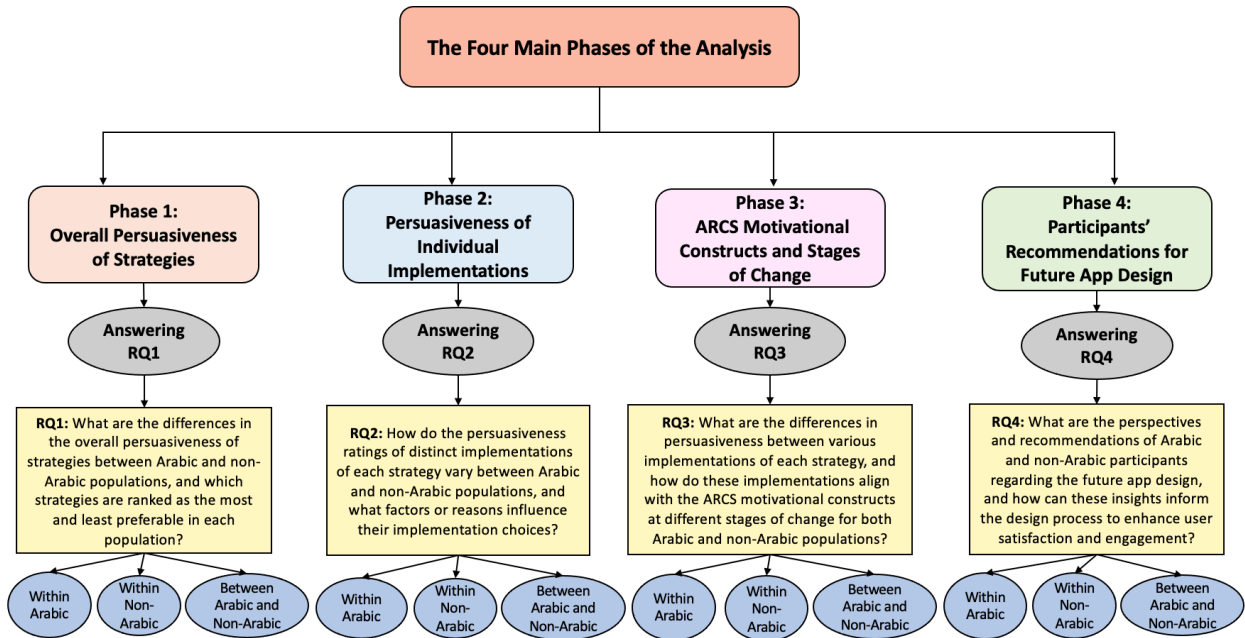 The Four Main Phases of the Analysis
Phase 1:
Overall Persuasiveness
of Strategies
Phase 2:
Persuasiveness of
Individual
Implementations
Phase 3:
ARCS Motivational
Constructs and Stages
of Change
Phase 4:
Participants’
Recommendations for
Future App Design
Answering
RQ1
Answering
RQ2
Answering
RQ3
Answering
RQ4
RQ1: What are the differences in
the overall persuasiveness of
strategies between Arabic and non-
Arabic populations, and which
strategies are ranked as the most
and least preferable in each
population?
RQ2: How do the persuasiveness
ratings of distinct implementations
of each strategy vary between Arabic
and non-Arabic populations, and
what factors or reasons influence
their implementation choices?
RQ3: What are the differences in
persuasiveness between various
implementations of each strategy, and
how do these implementations align
with the ARCS motivational constructs
at different stages of change for both
Arabic and non-Arabic populations?
RQ4: What are the perspectives
and recommendations of Arabic
and non-Arabic participants
regarding the future app design,
and how can these insights inform
the design process to enhance user
satisfaction and engagement?
Within
Arabic
Within
Non-
Arabic
Between
Arabic and
Non-Arabic
Within
Arabic
Within
Non-
Arabic
Between
Arabic and
Non-Arabic
Within
Arabic
Within
Non-
Arabic
Between
Arabic and
Non-Arabic
Within
Arabic
Within
Non-
Arabic
Between
Arabic and
Non-Arabic